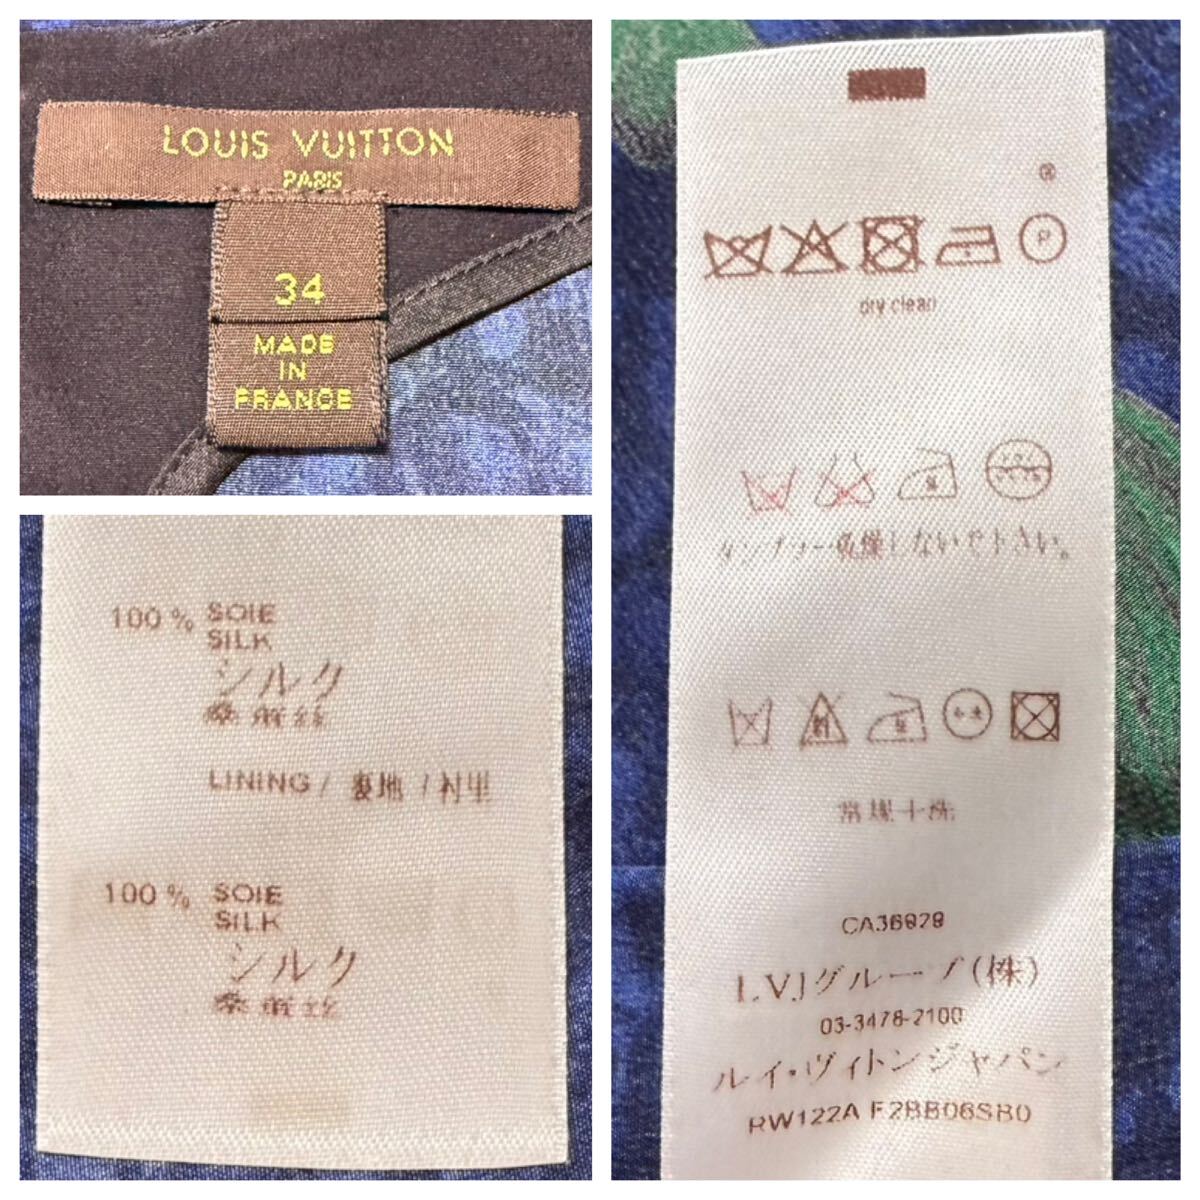 LOUIS VUITTON
PARIS
34
MADE
IN
FRANCE
100 % SOIE
SILK
シルク
桑蚕丝
LINING / 裏地 / 衬里
100 % SOIE
SILK
シルク
桑蚕丝
®
P
dry clean
タンブラー乾燥しないで下さい。
常规干洗
CA36929
LVJグループ(株)
03-3478-2100
ルイ・ヴィトンジャパン
RW122A F2BB06SB0